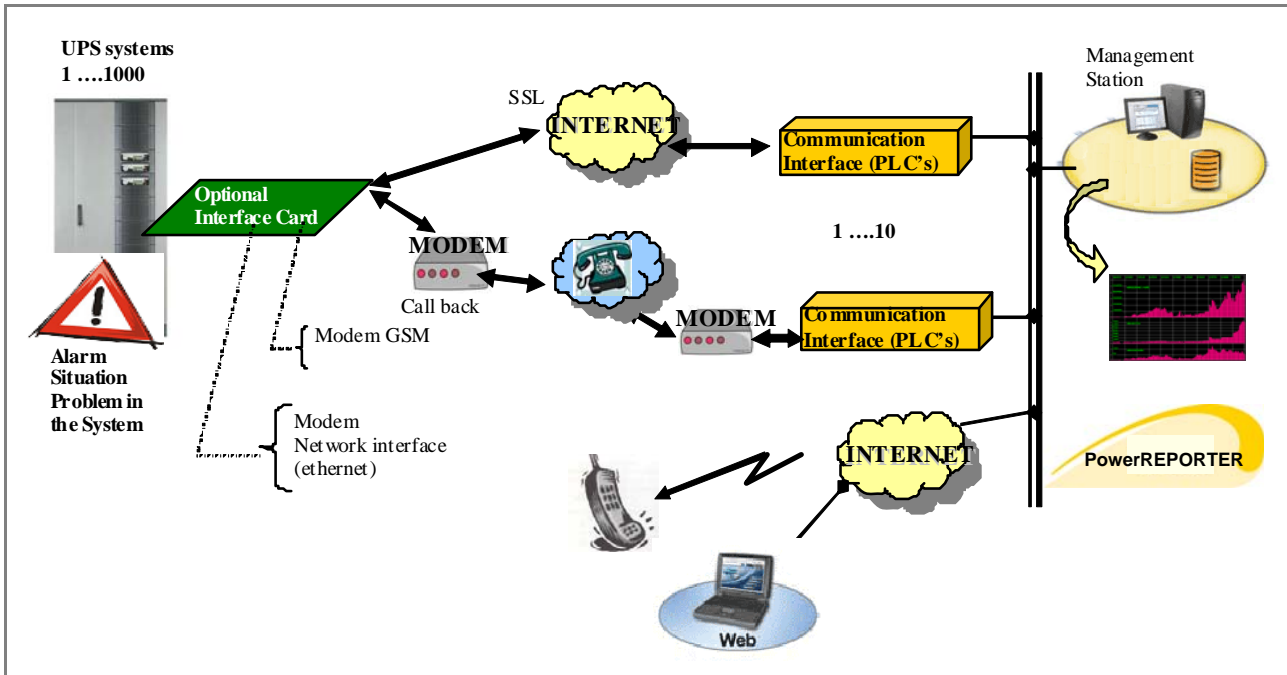 UPS systems
1 ….1000
Management
Station
SSL
INTERNET
Communication
Interface (PLC's)
Optional
Interface Card
MODEM
1 ….10
Call back
MODEM
Communication
Interface (PLC's)
Modem GSM
Alarm
Situation
Problem in
the System
Modem
Network interface
(ethernet)
INTERNET
PowerREPORTER
Web